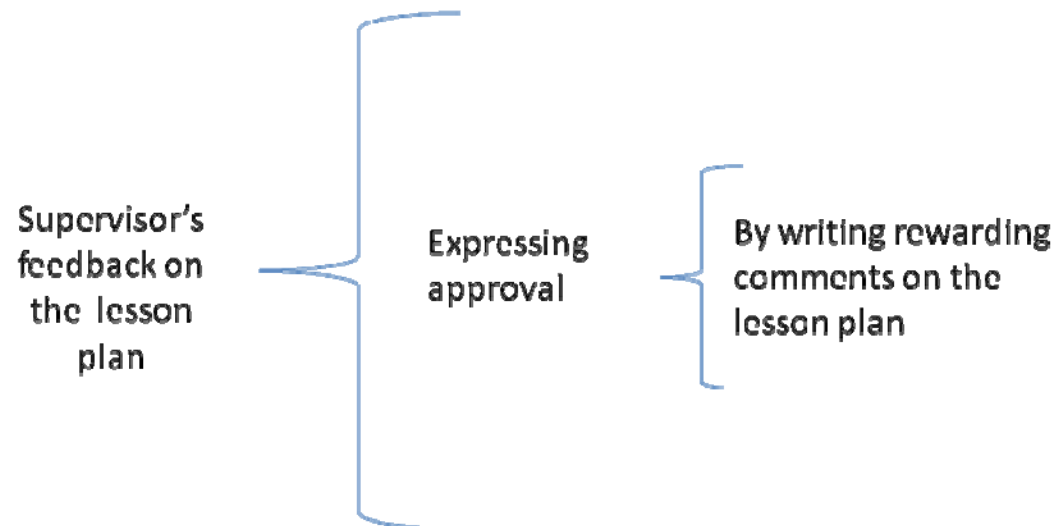 Supervisor's
feedback on
the lesson
plan
Expressing
approval
By writing rewarding
comments on the
lesson plan